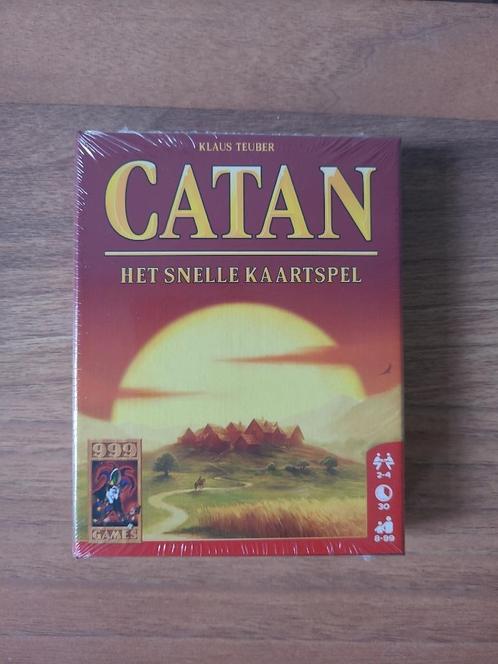 KLAUS TEUBER
CATAN
HET SNELLE KAARTSPEL
999
GAMES
2-4
30
8-99